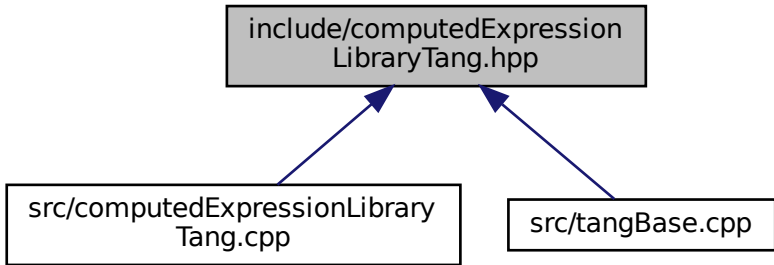 include/computedExpression
LibraryTang.hpp
src/computedExpressionLibrary
Tang.cpp
src/tangBase.cpp